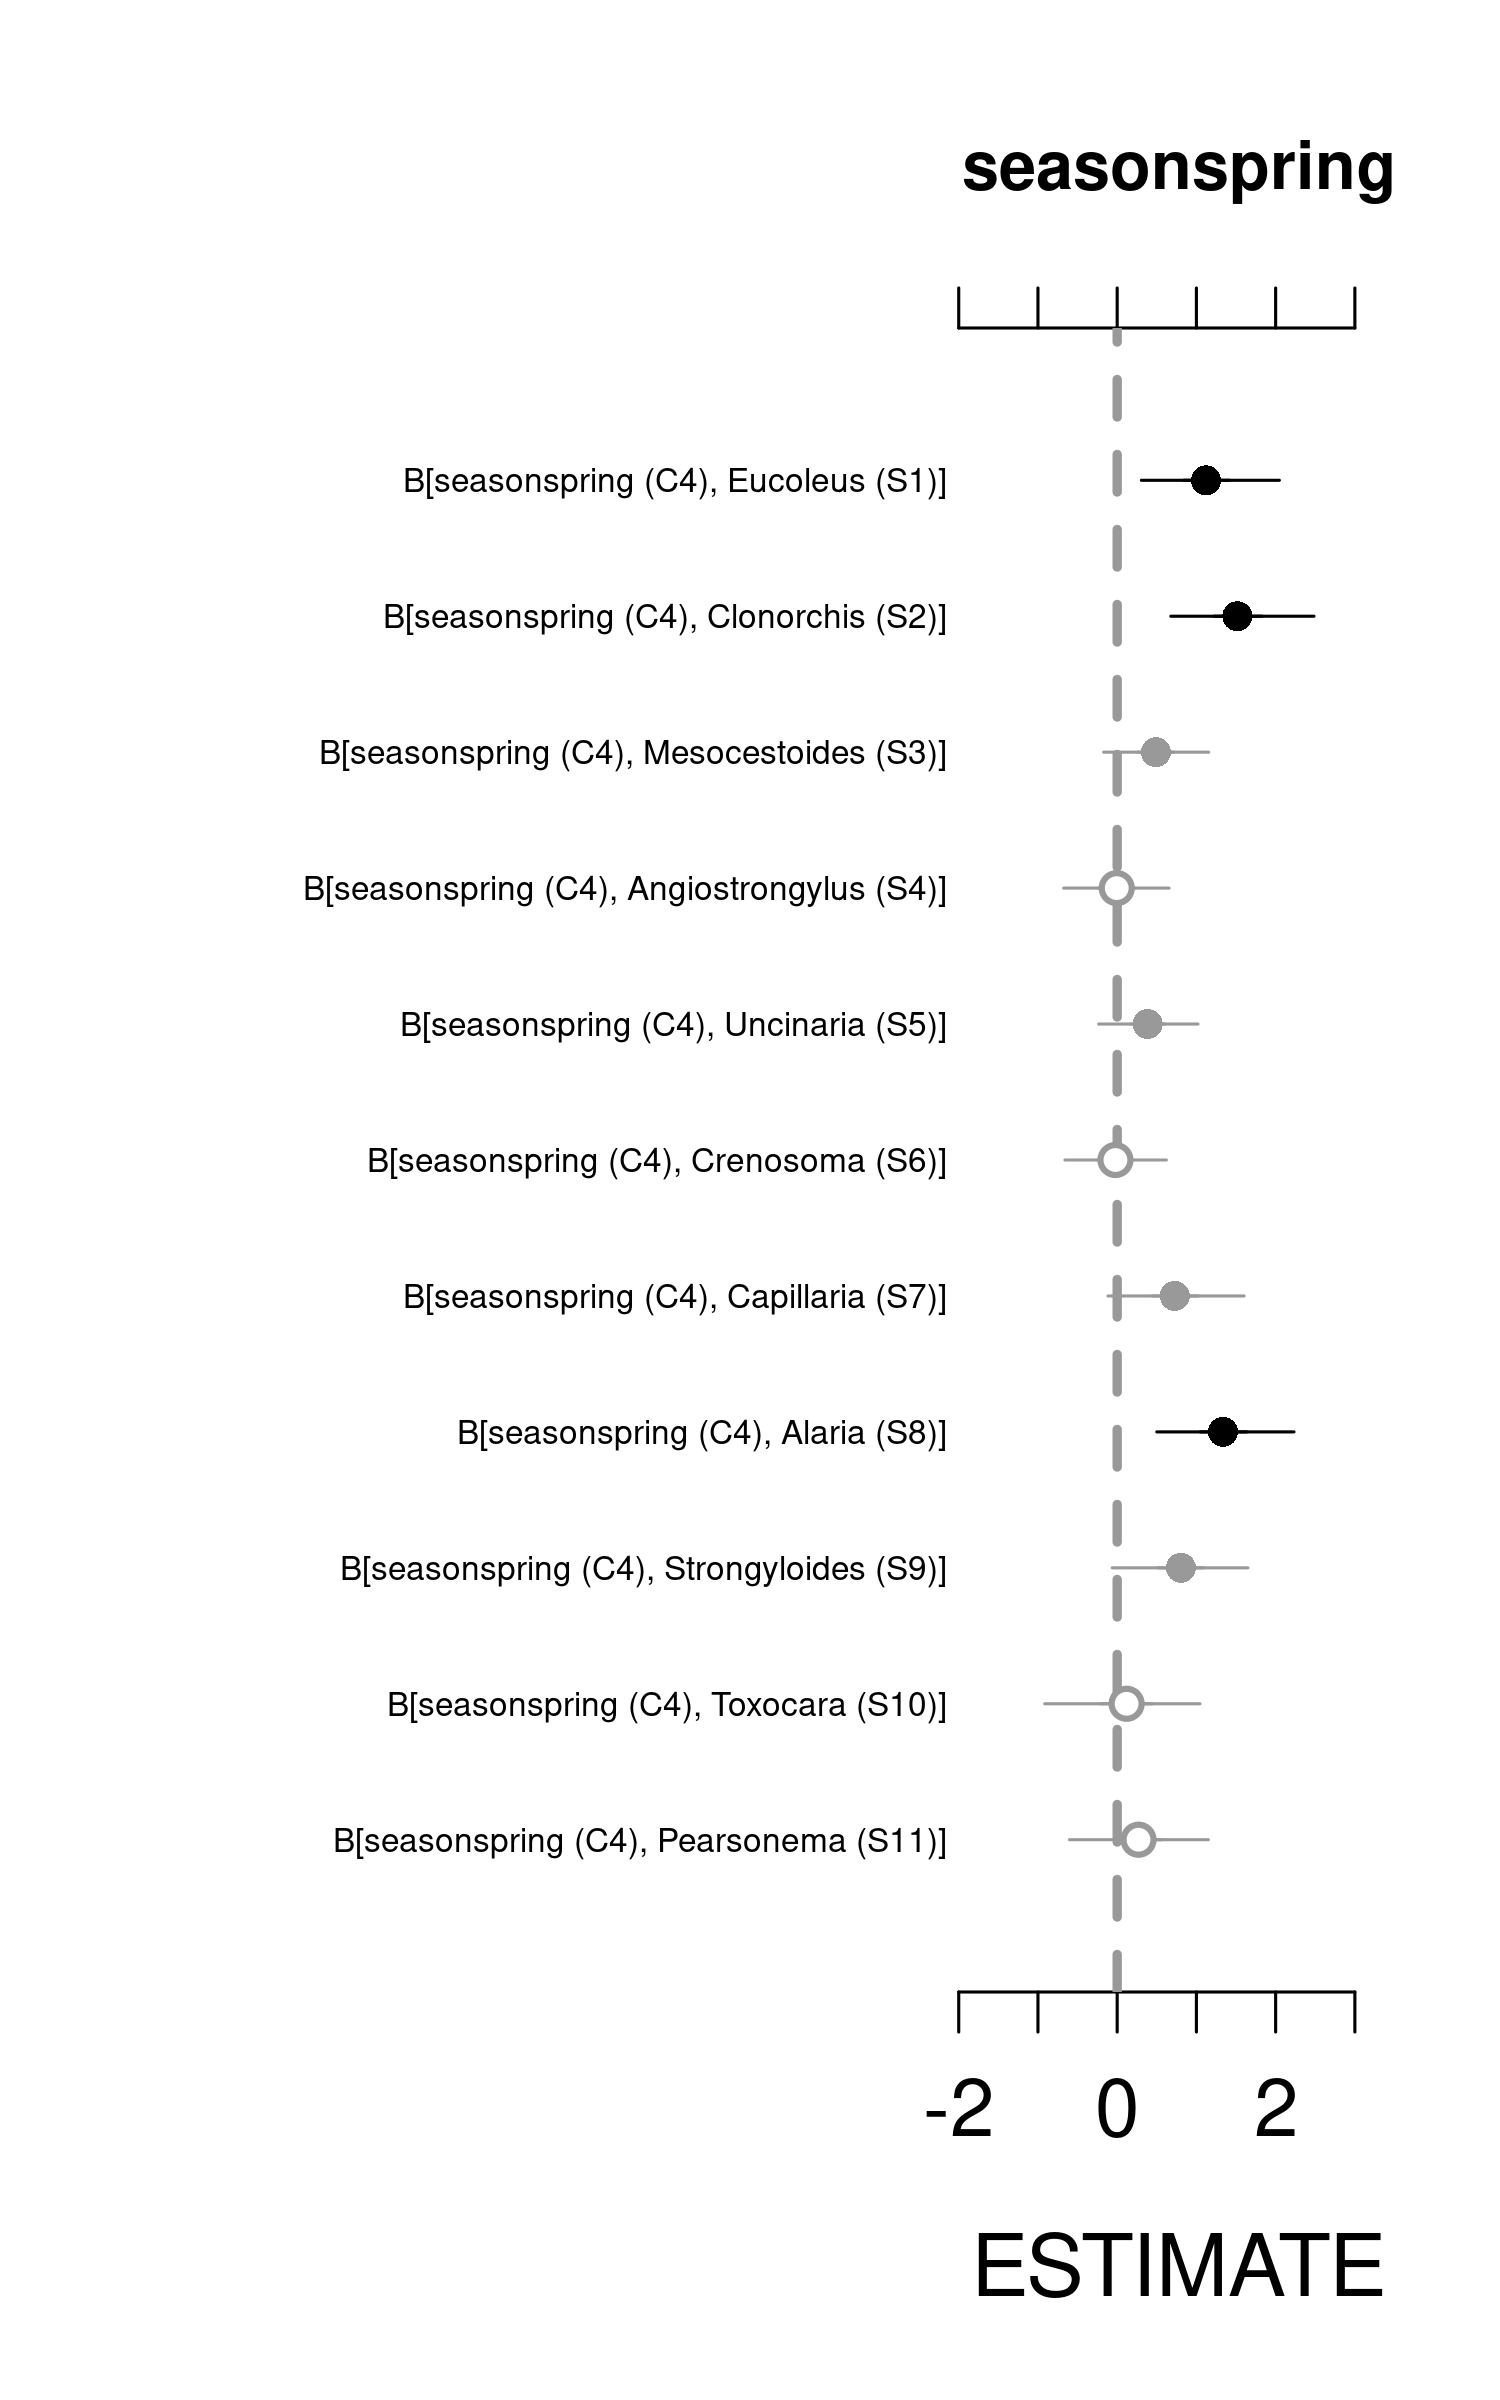 seasonspring
B[seasonspring (C4), Eucoleus (S1)]
B[seasonspring (C4), Clonorchis (S2)]
B[seasonspring (C4), Mesocestoides (S3)]
B[seasonspring (C4), Angiostrongylus (S4)]
B[seasonspring (C4), Uncinaria (S5)]
B[seasonspring (C4), Crenosoma (S6)]
B[seasonspring (C4), Capillaria (S7)]
B[seasonspring (C4), Alaria (S8)]
B[seasonspring (C4), Strongyloides (S9)]
B[seasonspring (C4), Toxocara (S10)]
B[seasonspring (C4), Pearsonema (S11)]
-2 0 2
ESTIMATE